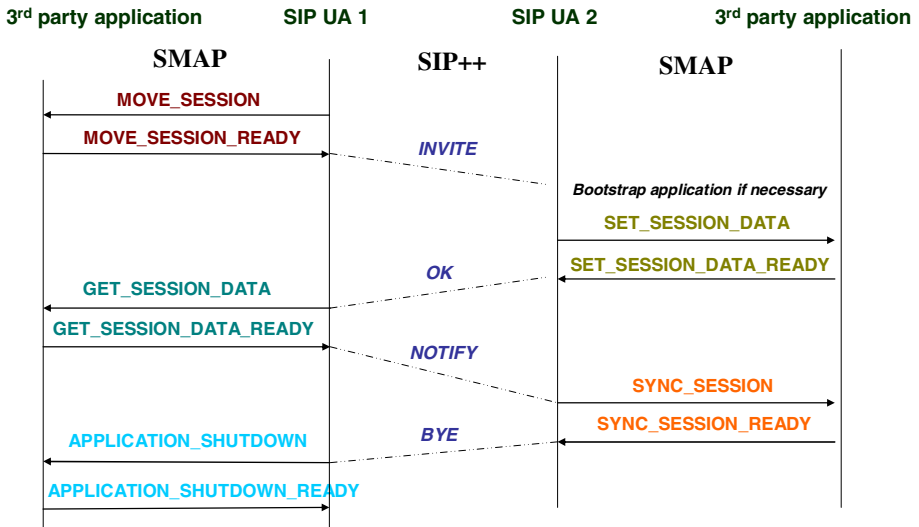 3rd party application SIP UA 1 SIP UA 2 3rd party application
SMAP SIP++ SMAP
MOVE_SESSION
MOVE_SESSION_READY
INVITE
Bootstrap application if necessary
SET_SESSION_DATA
SET_SESSION_DATA_READY
OK
GET_SESSION_DATA
GET_SESSION_DATA_READY
NOTIFY
SYNC_SESSION
SYNC_SESSION_READY
BYE
APPLICATION_SHUTDOWN
APPLICATION_SHUTDOWN_READY